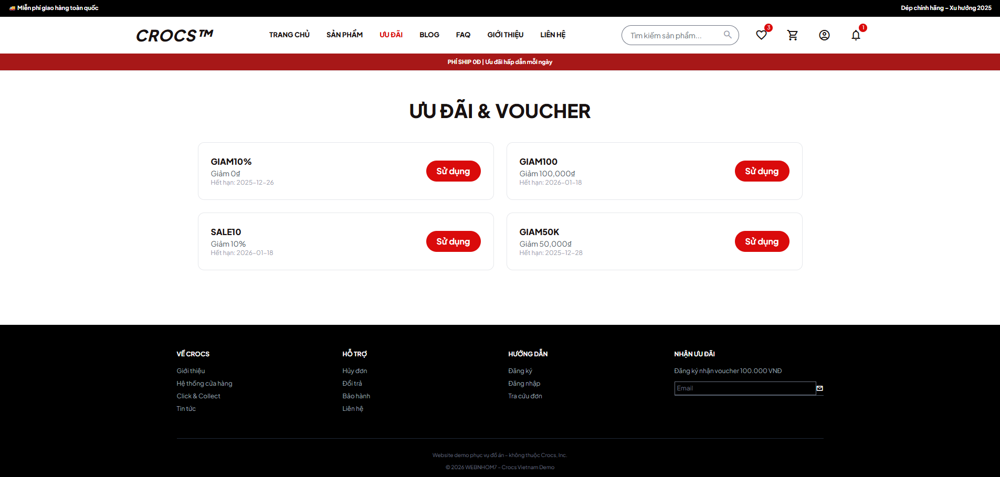 🚚 Miễn phí giao hàng toàn quốc
Dép chính hãng – Xu hướng 2025
CROCS™
TRANG CHỦ
SẢN PHẨM
ƯU ĐÃI
BLOG
FAQ
GIỚI THIỆU
LIÊN HỆ
Tìm kiếm sản phẩm...
3
1
PHÍ SHIP 0Đ | Ưu đãi hấp dẫn mỗi ngày
ƯU ĐÃI & VOUCHER
GIAM10%
Giảm 0₫
Hết hạn: 2025-12-26
Sử dụng
GIAM100
Giảm 100,000₫
Hết hạn: 2026-01-18
Sử dụng
SALE10
Giảm 10%
Hết hạn: 2026-01-18
Sử dụng
GIAM50K
Giảm 50,000₫
Hết hạn: 2025-12-28
Sử dụng
VỀ CROCS
Giới thiệu
Hệ thống cửa hàng
Click & Collect
Tin tức
HỖ TRỢ
Hủy đơn
Đổi trả
Bảo hành
Liên hệ
HƯỚNG DẪN
Đăng ký
Đăng nhập
Tra cứu đơn
NHẬN ƯU ĐÃI
Đăng ký nhận voucher 100.000 VNĐ
Email
Website demo phục vụ đồ án – không thuộc Crocs, Inc.
© 2026 WEBNHOM7 – Crocs Vietnam Demo